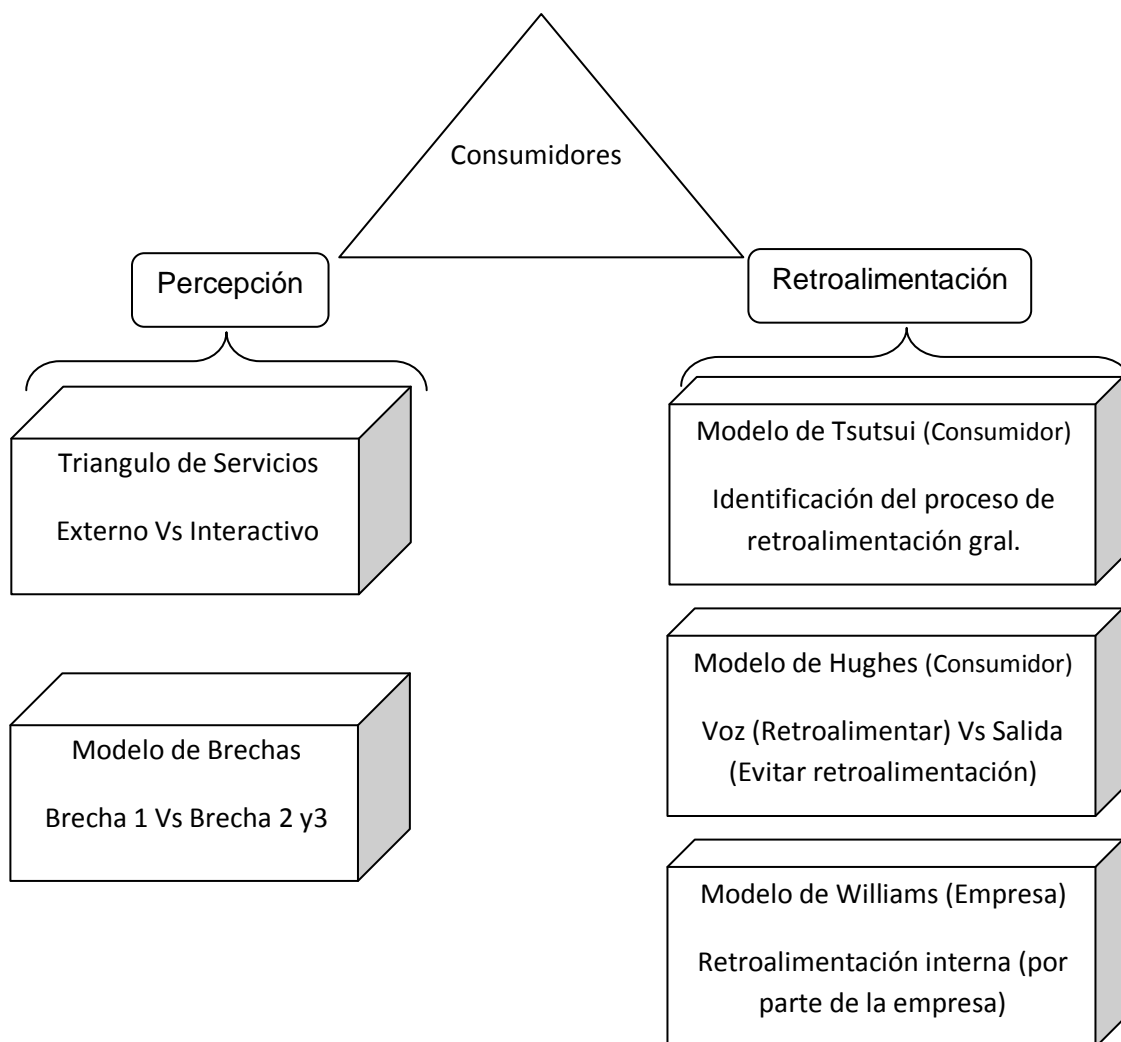 Consumidores
Percepción
Triangulo de Servicios
Externo Vs Interactivo
Modelo de Brechas
Brecha 1 Vs Brecha 2 y3
Retroalimentación
Modelo de Tsutsui (Consumidor)
Identificación del proceso de
retroalimentación gral.
Modelo de Hughes (Consumidor)
Voz (Retroalimentar) Vs Salida
(Evitar retroalimentación)
Modelo de Williams (Empresa)
Retroalimentación interna (por
parte de la empresa)